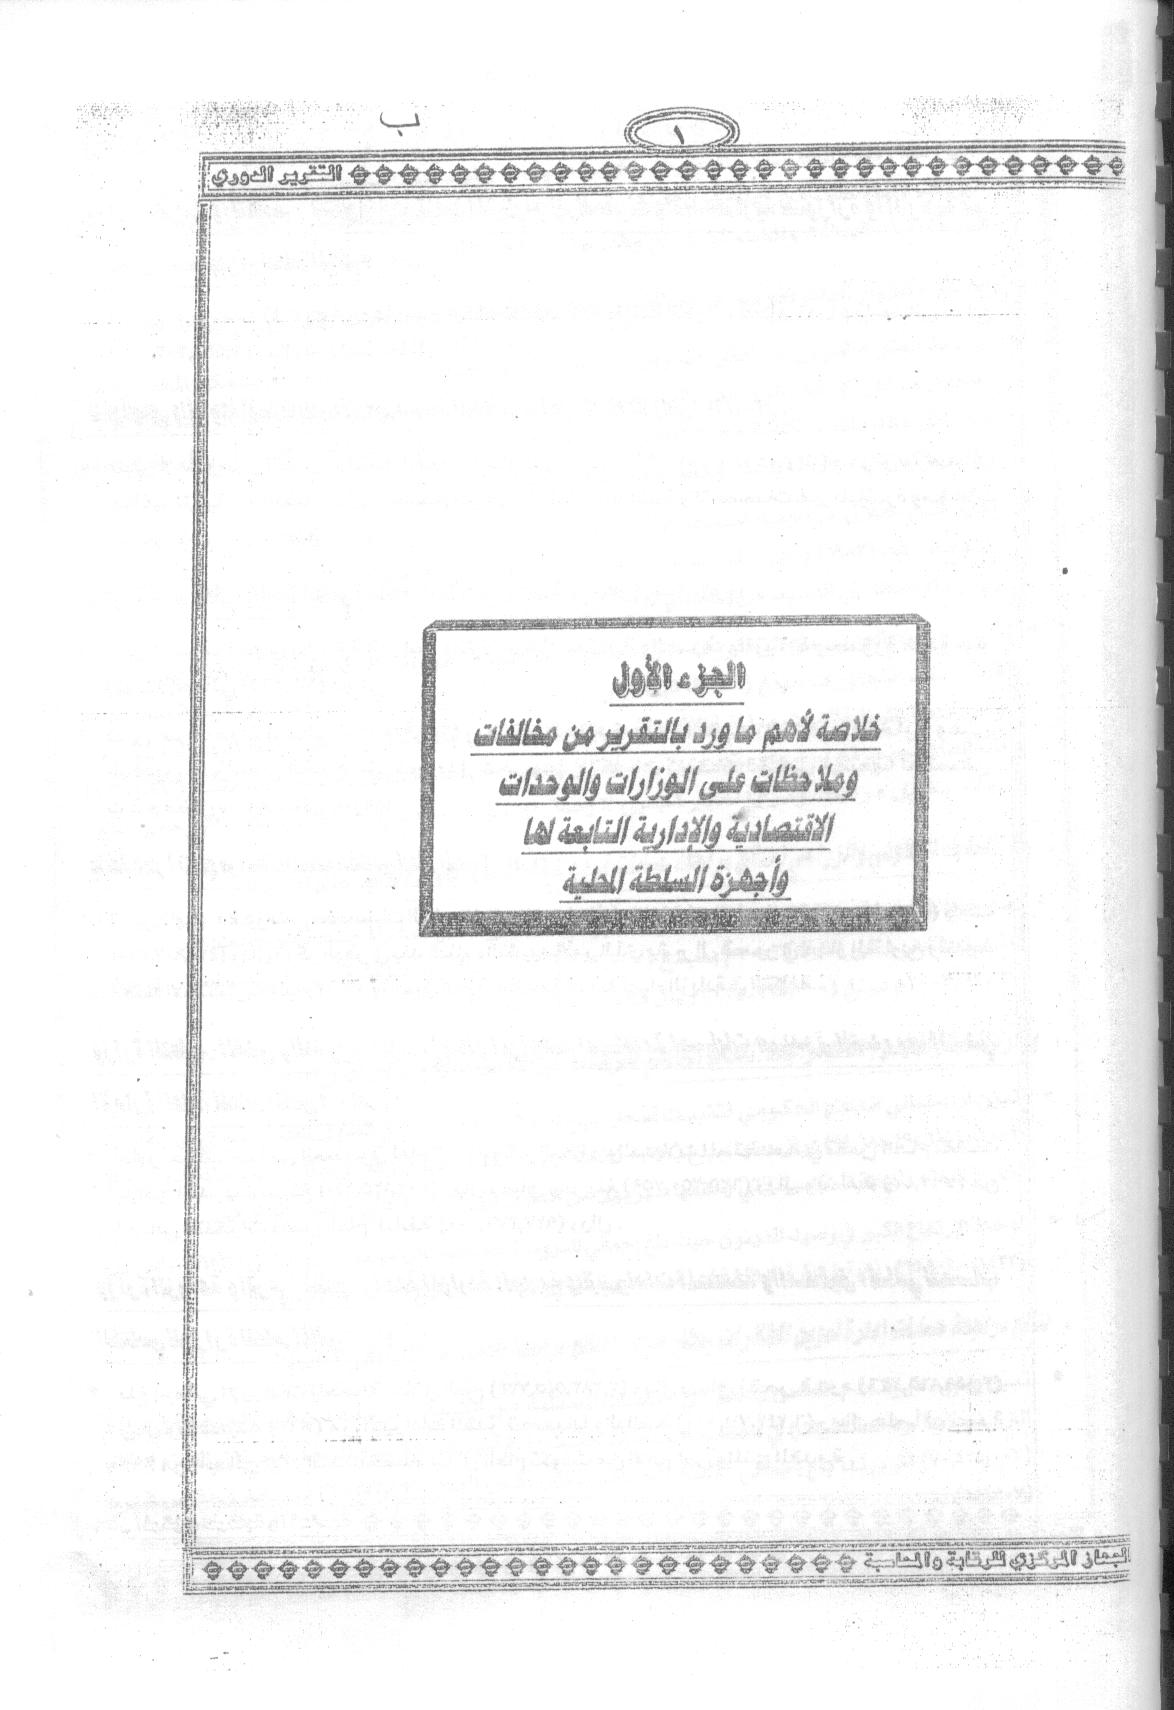 ب
١
التقرير الدوري
الجزء الأول
خلاصة لأهم ما ورد بالتقرير من مخالفات
وملاحظات على الوزارات والوحدات
الاقتصادية والإدارية التابعة لها
وأجهزة السلطة المحلية
الجهاز المركزي للرقابة والمحاسبة